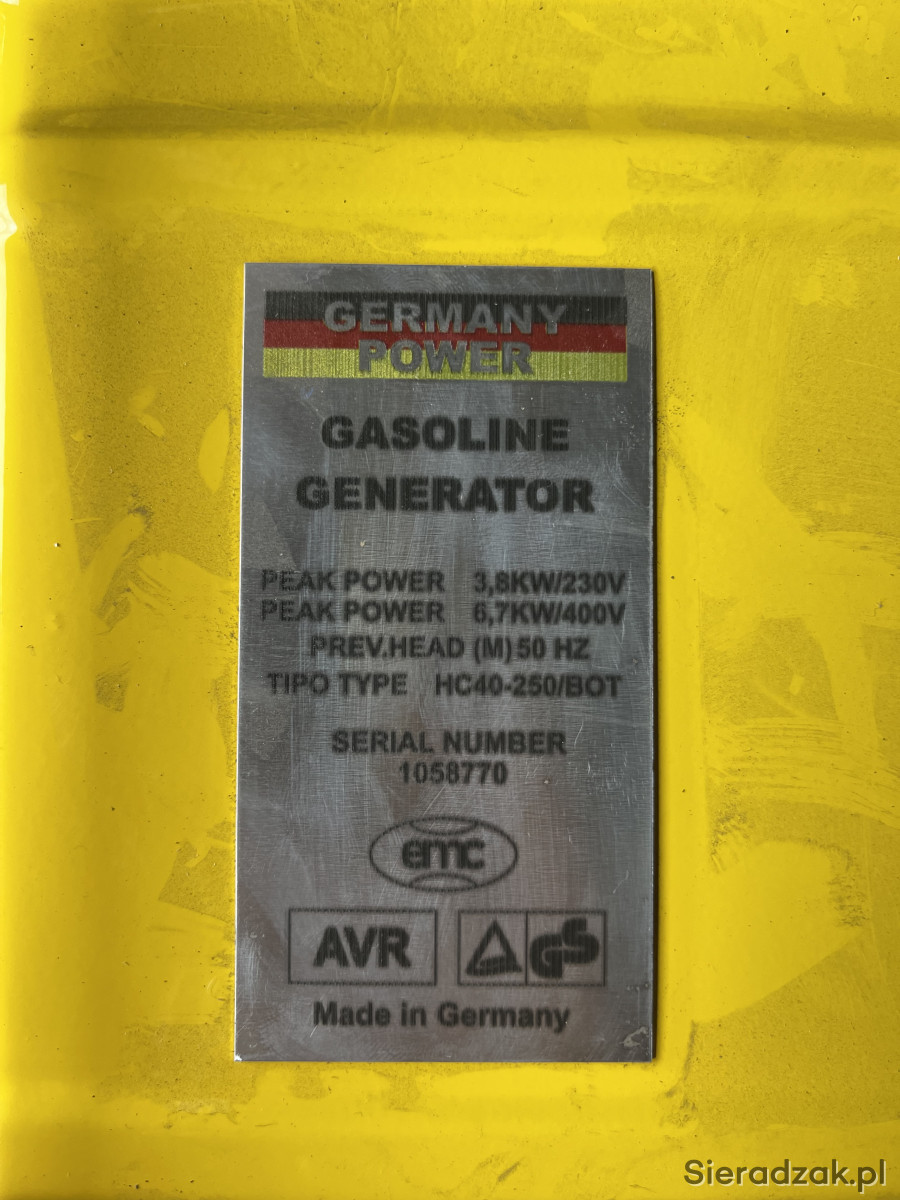 GERMANY
POWER
GASOLINE
GENERATOR
PEAK POWER 3,8KW/230V
PEAK POWER 6,7KW/400V
PREV.HEAD (M) 50 HZ
TIPO TYPE HC40-250/BOT
SERIAL NUMBER
1058770
emc
AVR GS
Made in Germany
Sieradzak.pl